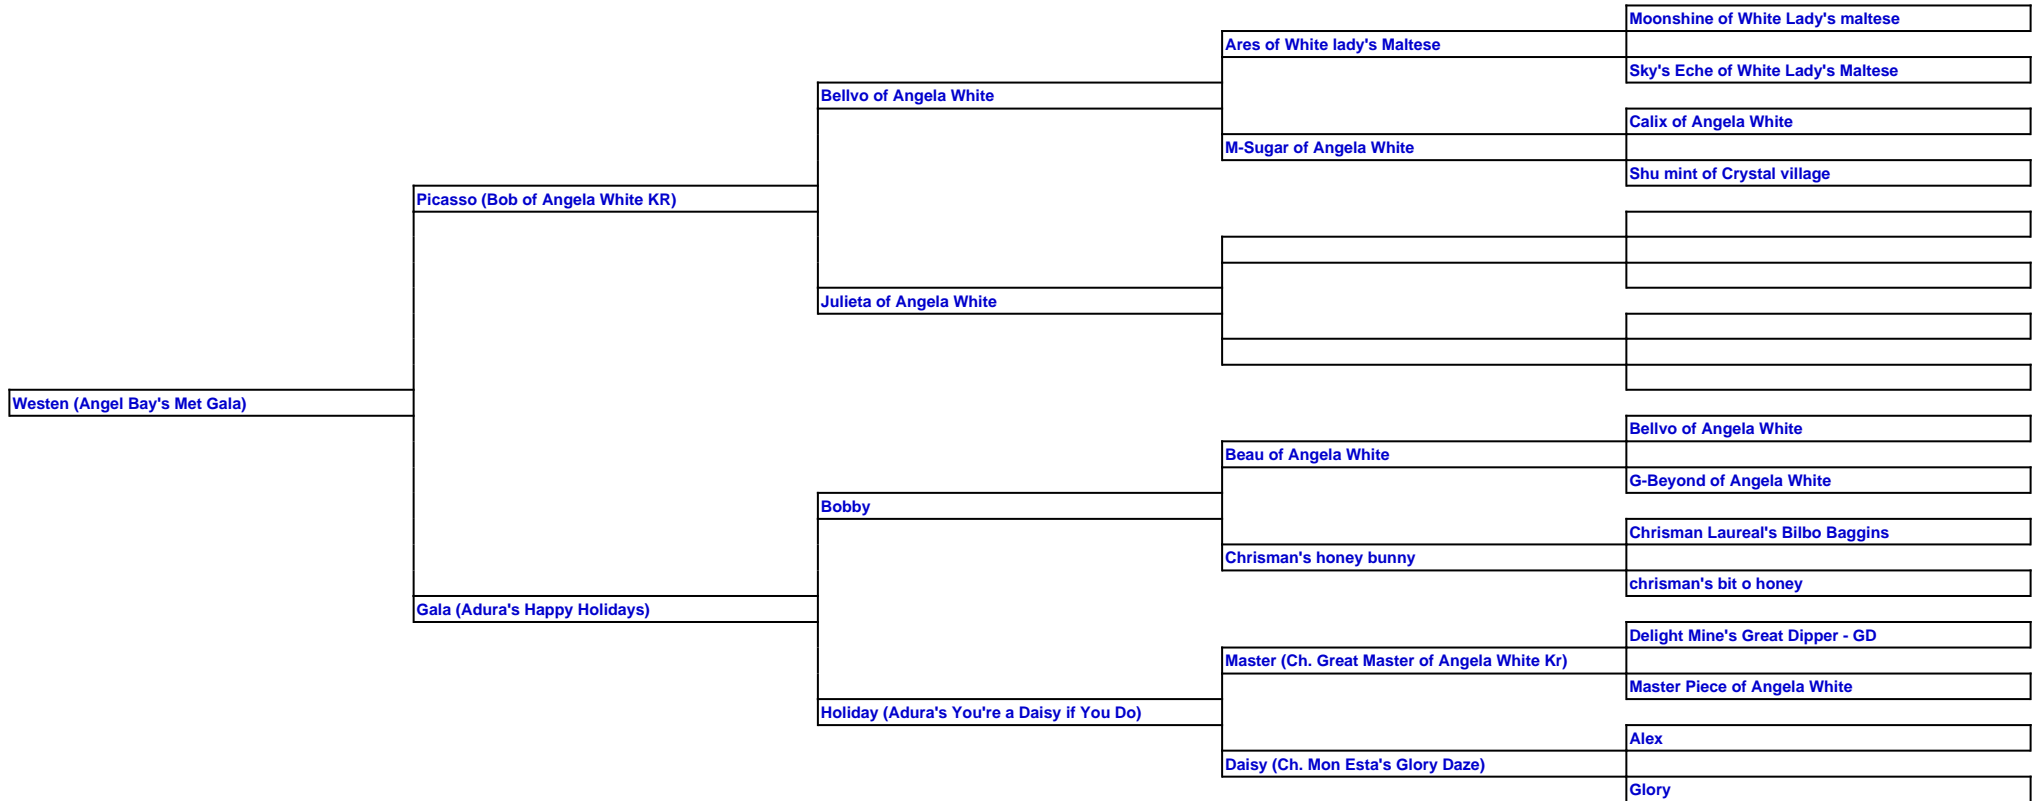 Moonshine of White Lady's maltese
Ares of White lady's Maltese
Sky's Eche of White Lady's Maltese
Bellvo of Angela White
Calix of Angela White
M-Sugar of Angela White
Shu mint of Crystal village
Picasso (Bob of Angela White KR)
Julieta of Angela White
Westen (Angel Bay's Met Gala)
Bellvo of Angela White
Beau of Angela White
G-Beyond of Angela White
Bobby
Chrisman Laureal's Bilbo Baggins
Chrisman's honey bunny
chrisman's bit o honey
Gala (Adura's Happy Holidays)
Delight Mine's Great Dipper - GD
Master (Ch. Great Master of Angela White Kr)
Master Piece of Angela White
Holiday (Adura's You're a Daisy if You Do)
Alex
Daisy (Ch. Mon Esta's Glory Daze)
Glory